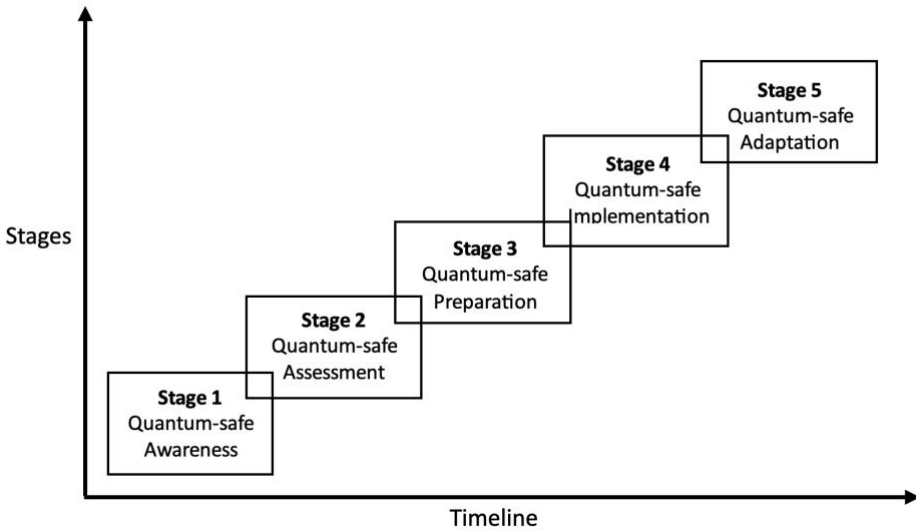 Stage 5
Quantum-safe
Adaptation
Stage 4
Quantum-safe
Implementation
Stages
Stage 3
Quantum-safe
Preparation
Stage 2
Quantum-safe
Assessment
Stage 1
Quantum-safe
Awareness
Timeline